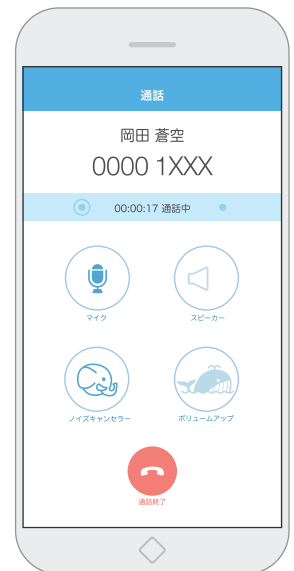 通話
岡田 蒼空
0000 1XXX
00:00:17 通話中
マイク
スピーカー
ノイズキャンセラー
ボリュームアップ
通話終了